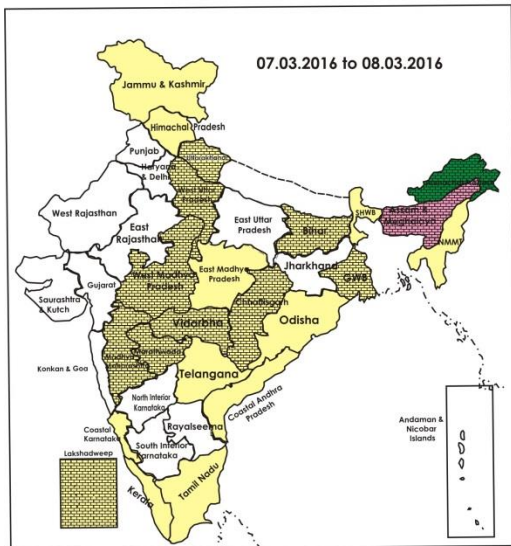 07.03.2016 to 08.03.2016
Jammu & Kashmir
Himachal Pradesh
Punjab
Uttarakhand
Haryana
& Delhi
West Uttar
Pradesh
West Rajasthan
East
Rajasthan
East Uttar
Pradesh
SHWB
Assam &
Meghalaya
NMMT
Bihar
Jharkhand
GWB
Gujarat
Saurashtra
& Kutch
West Madhya
Pradesh
East Madhya
Pradesh
Chhattisgarh
Odisha
Vidarbha
Madhya
Marathwada
Telangana
Konkan & Goa
North Interior
Karnataka
Coastal Andhra
Pradesh
Coastal
Karnataka
Rayalseema
South Interior
Karnataka
Lakshadweep
Kerala
Tamil Nadu
Andaman &
Nicobar
Islands